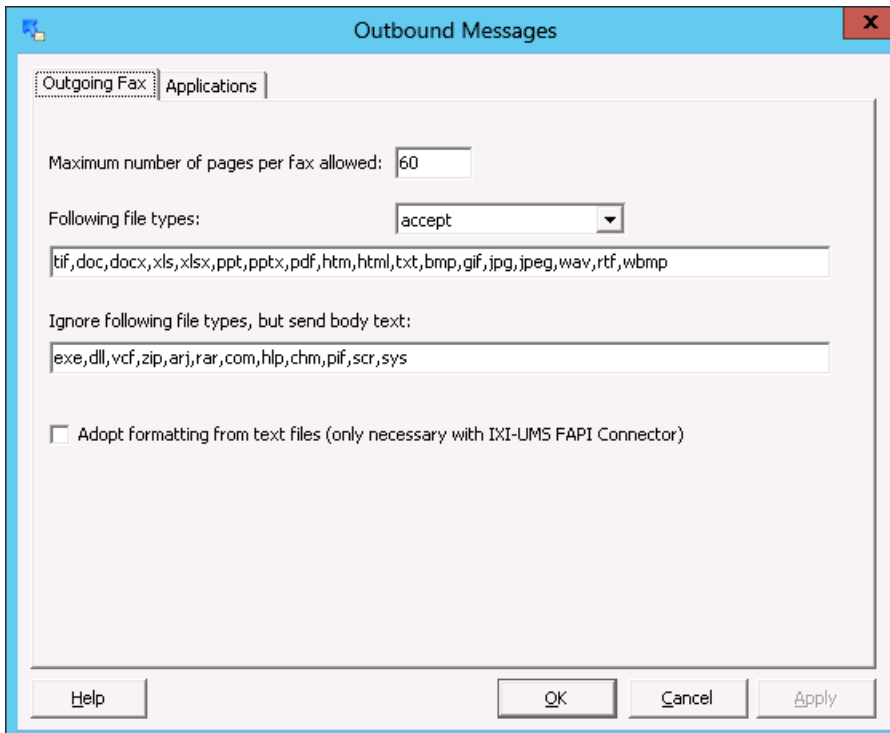 Outbound Messages
x
Outgoing Fax Applications
Maximum number of pages per fax allowed: 60
Following file types: accept
tif,doc,docx,xls,xlsx,ppt,pptx,pdf,htm,html,txt,bmp,gif,jpg,jpeg,wav,rtf,wbmp
Ignore following file types, but send body text:
exe,dll,vcf,zip,arj,rar,com,hlp,chm,pif,scr,sys
Adopt formatting from text files (only necessary with IXI-UMS FAPI Connector)
Help OK Cancel Apply